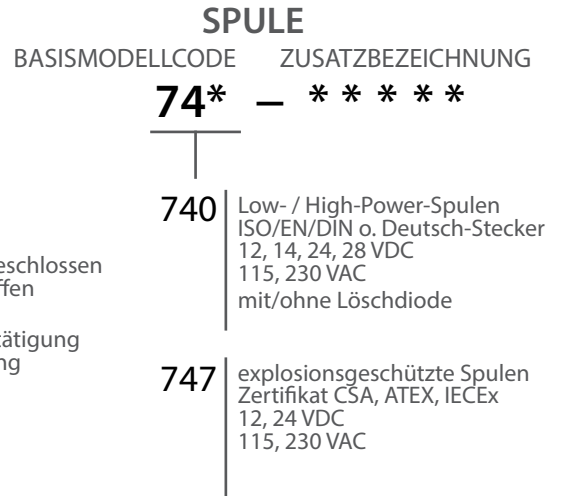 SPULE
BASISMODELLCODE ZUSATZBEZEICHNUNG
74* – * * * * *
740
Low- / High-Power-Spulen
ISO/EN/DIN o. Deutsch-Stecker
12, 14, 24, 28 VDC
115, 230 VAC
mit/ohne Löschdiode
747
explosionsgeschützte Spulen
Zertifikat CSA, ATEX, IECEx
12, 24 VDC
115, 230 VAC